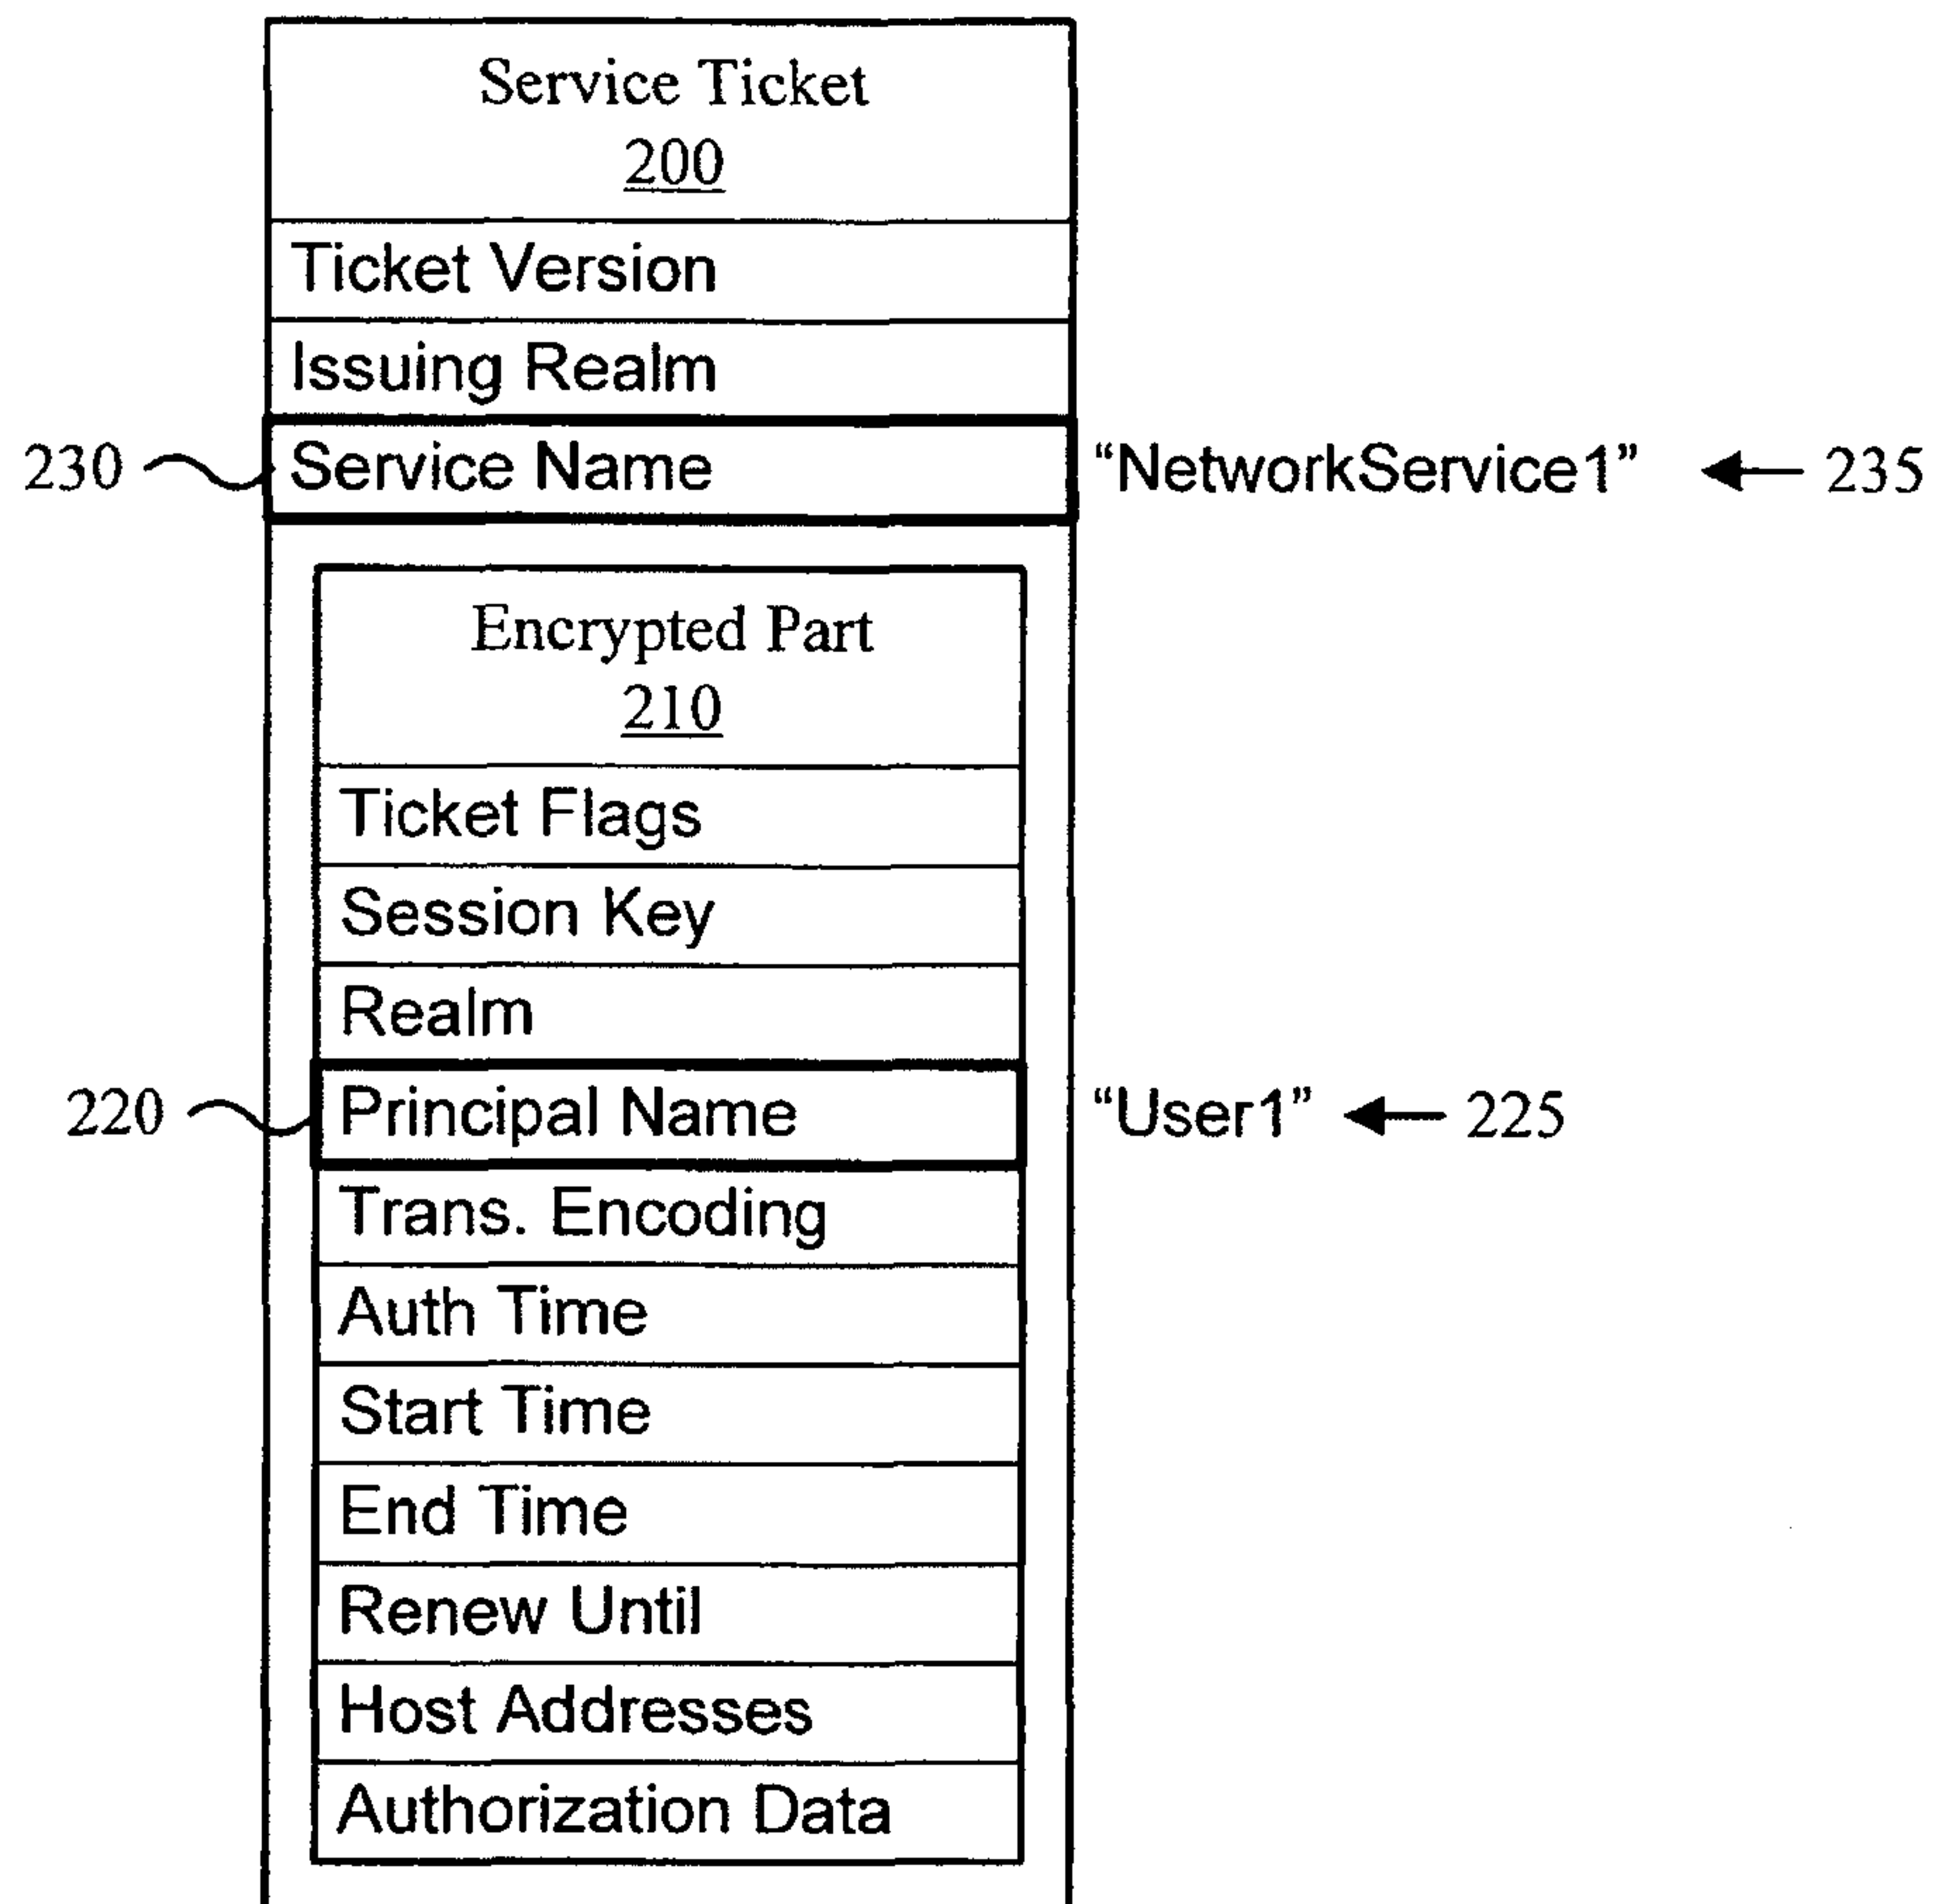 Service Ticket
200
Ticket Version
Issuing Realm
230 Service Name “NetworkService1” 235
Encrypted Part
210
Ticket Flags
Session Key
Realm
220 Principal Name “User1” 225
Trans. Encoding
Auth Time
Start Time
End Time
Renew Until
Host Addresses
Authorization Data